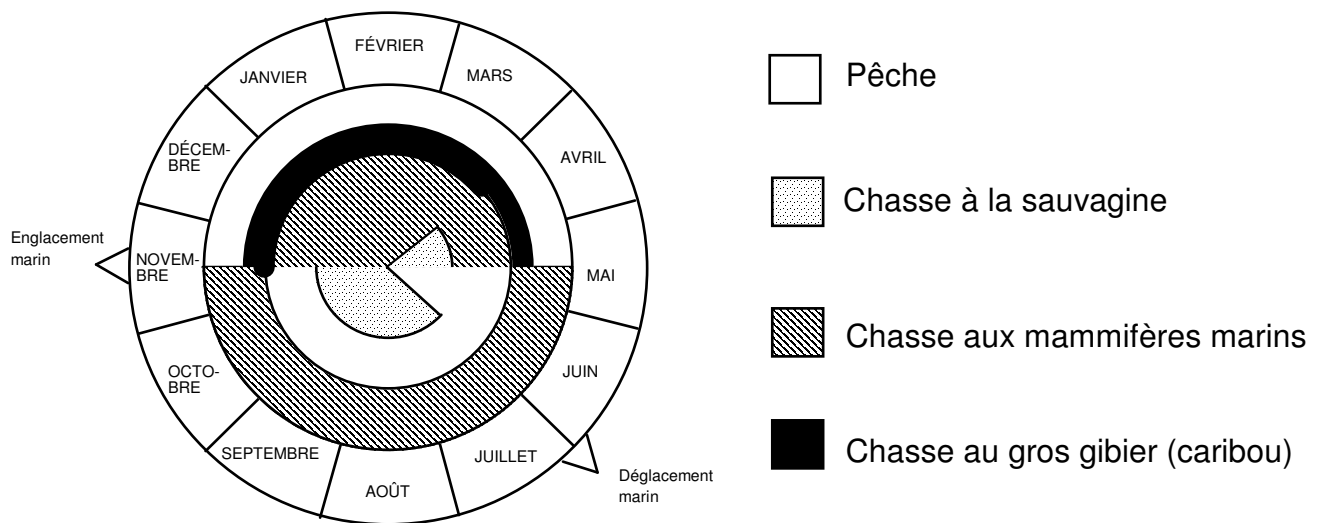 FÉVRIER
JANVIER
MARS
DÉCEM-
BRE
AVRIL
Englacement
marin
NOVEM-
BRE
MAI
OCTO-
BRE
JUIN
SEPTEMBRE
JUILLET
AOÛT
Déglacement
marin
Pêche
Chasse à la sauvagine
Chasse aux mammifères marins
Chasse au gros gibier (caribou)